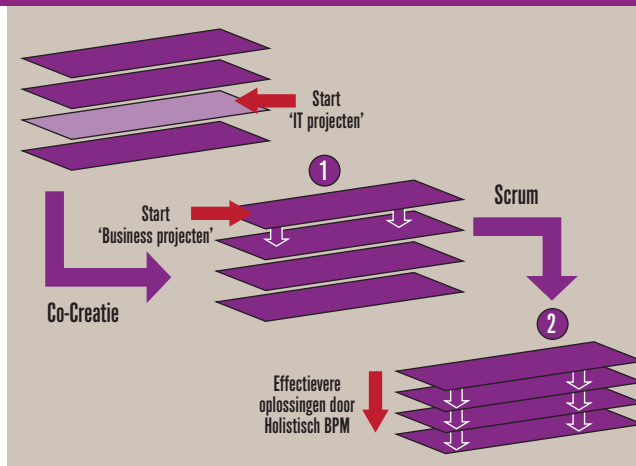 Start
‘IT projecten’
1
Start
‘Business projecten’
Scrum
Co-Creatie
2
Effectievere
oplossingen door
Holistisch BPM